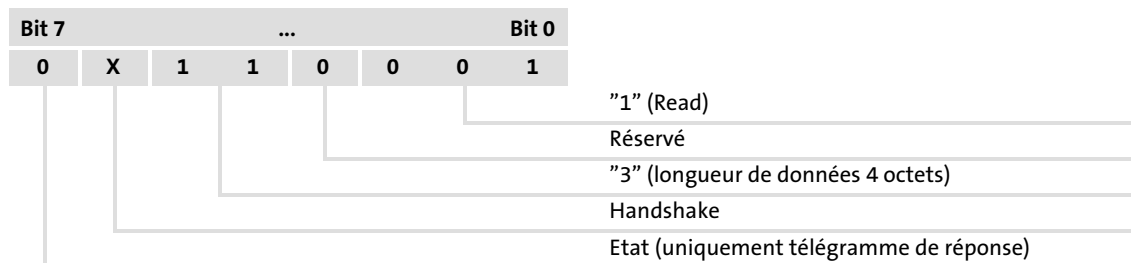 Bit 7 ... Bit 0
0 X 1 1 0 0 0 1
”1” (Read)
Réservé
”3” (longueur de données 4 octets)
Handshake
Etat (uniquement télégramme de réponse)